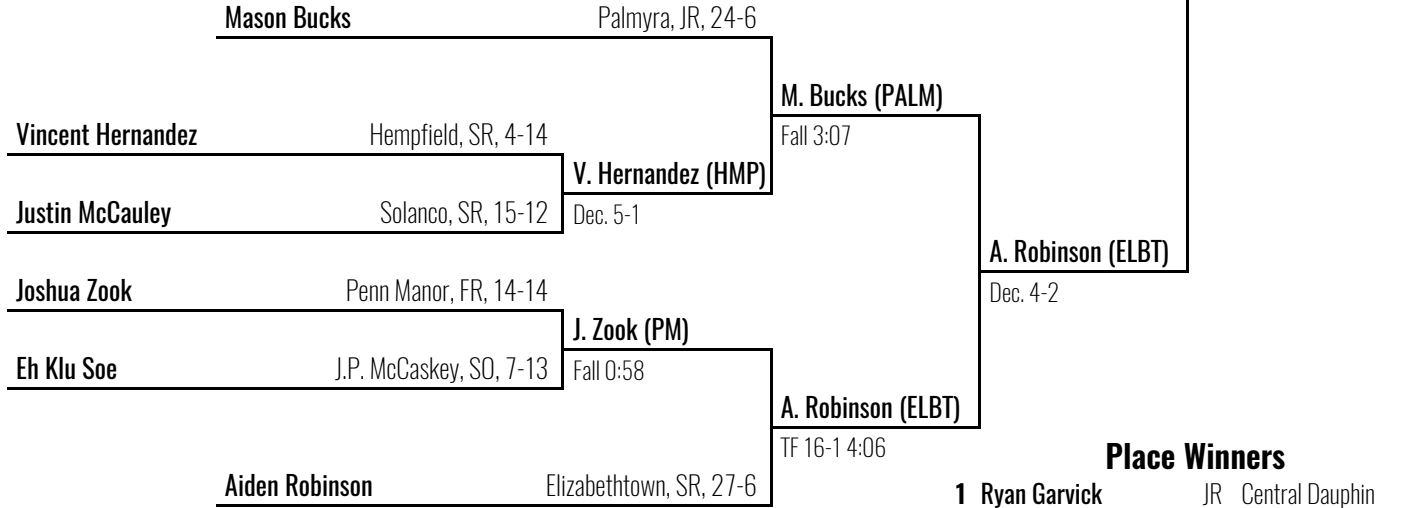 Mason Bucks Palmyra, JR, 24-6
M. Bucks (PALM)
Fall 3:07
Vincent Hernandez Hempfield, SR, 4-14
V. Hernandez (HMP)
Justin McCauley Solanco, SR, 15-12
Dec. 5-1
A. Robinson (ELBT)
Dec. 4-2
Joshua Zook Penn Manor, FR, 14-14
J. Zook (PM)
Eh Klu Soe J.P. McCaskey, SO, 7-13
Fall 0:58
A. Robinson (ELBT)
TF 16-1 4:06
Aiden Robinson Elizabethtown, SR, 27-6
Place Winners
1 Ryan Garvick JR Central Dauphin